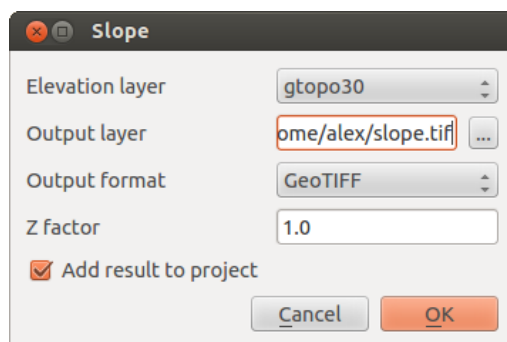 Slope
Elevation layer gtopo30
Output layer ome/alex/slope.tif ...
Output format GeoTIFF
Z factor 1.0
Add result to project
Cancel OK